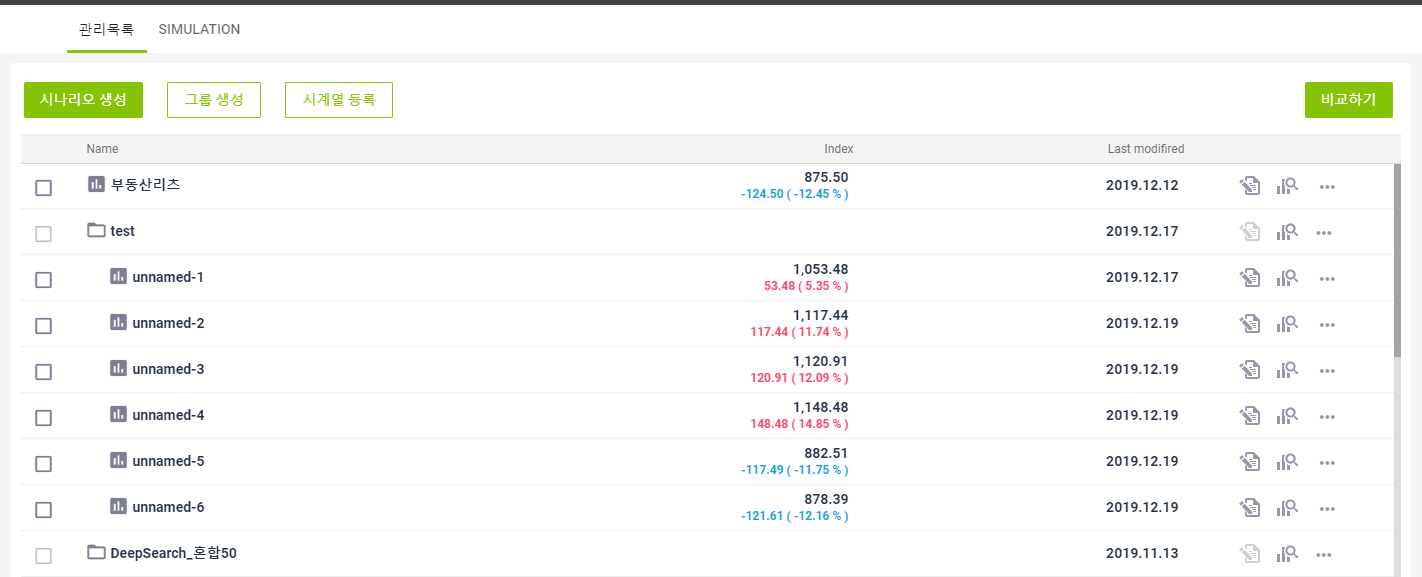 관리목록 SIMULATION
시나리오 생성 그룹 생성 시계열 등록 비교하기
Name Index Last modifired
부동산리츠 875.50 2019.12.12
-124.50 ( -12.45 % )
test 2019.12.17
unnamed-1 1,053.48 2019.12.17
53.48 ( 5.35 % )
unnamed-2 1,117.44 2019.12.19
117.44 ( 11.74 % )
unnamed-3 1,120.91 2019.12.19
120.91 ( 12.09 % )
unnamed-4 1,148.48 2019.12.19
148.48 ( 14.85 % )
unnamed-5 882.51 2019.12.19
-117.49 ( -11.75 % )
unnamed-6 878.39 2019.12.19
-121.61 ( -12.16 % )
DeepSearch_혼합50 2019.11.13